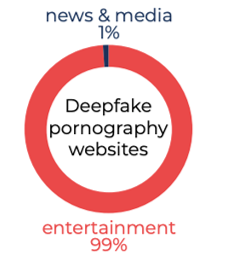 news & media
1%
Deepfake
pornography
websites
entertainment
99%